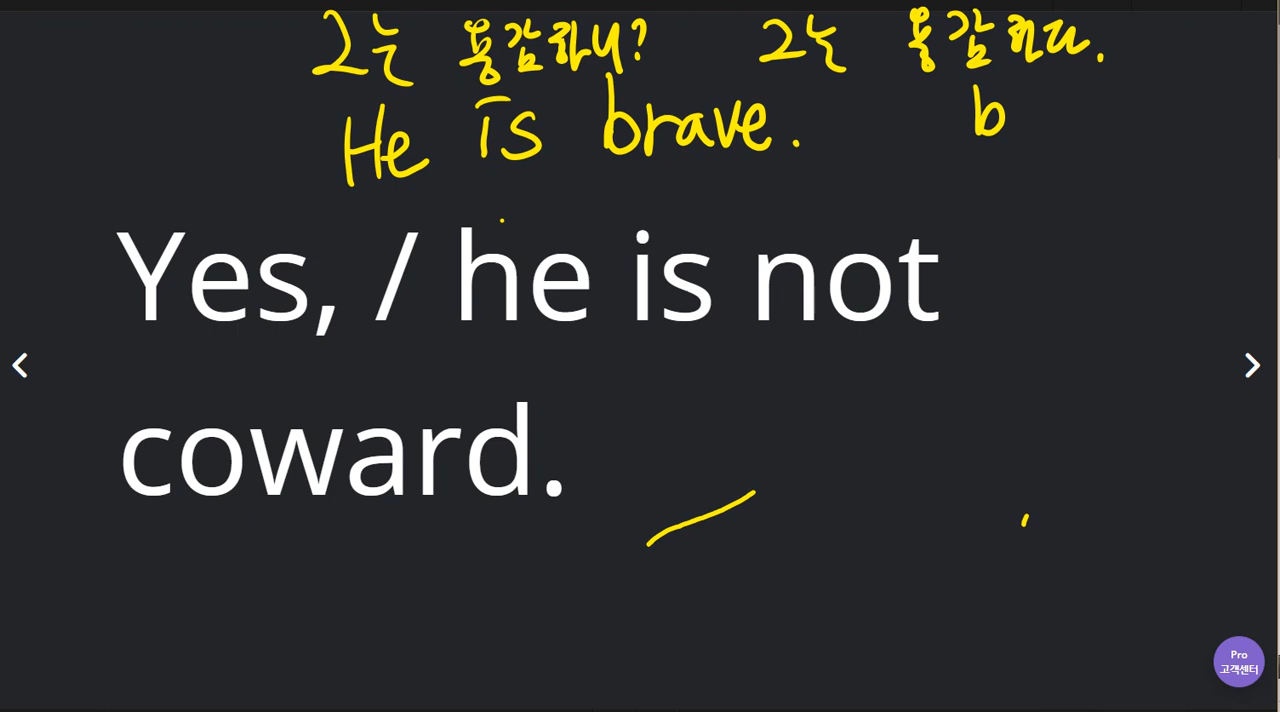 그는 용감하니? 그는 용감하다.
He is brave. b
Yes, / he is not
coward.
Pro
고객센터